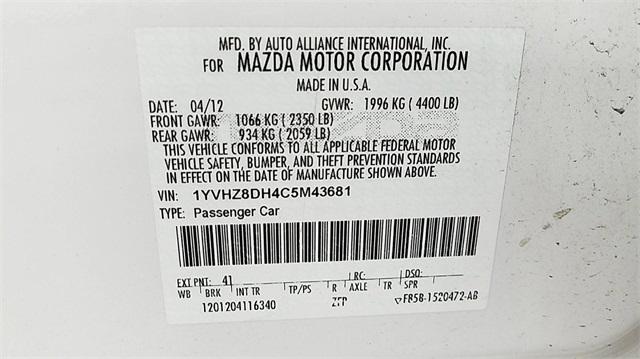 MFD. BY AUTO ALLIANCE INTERNATIONAL, INC.
FOR MAZDA MOTOR CORPORATION
MADE IN U.S.A.
DATE: 04/12 GVWR: 1996 KG ( 4400 LB)
FRONT GAWR: 1066 KG ( 2350 LB)
REAR GAWR: 934 KG ( 2059 LB)
THIS VEHICLE CONFORMS TO ALL APPLICABLE FEDERAL MOTOR
VEHICLE SAFETY, BUMPER, AND THEFT PREVENTION STANDARDS
IN EFFECT ON THE DATE OF MANUFACTURE SHOWN ABOVE.
VIN: 1YVHZ8DH4C5M43681
TYPE: Passenger Car
EXT PNT: 41 RC: DSO:
WB BRK INT TR TP/PS R AXLE TR SPR
1201204116340 FR5B-1520472-AB